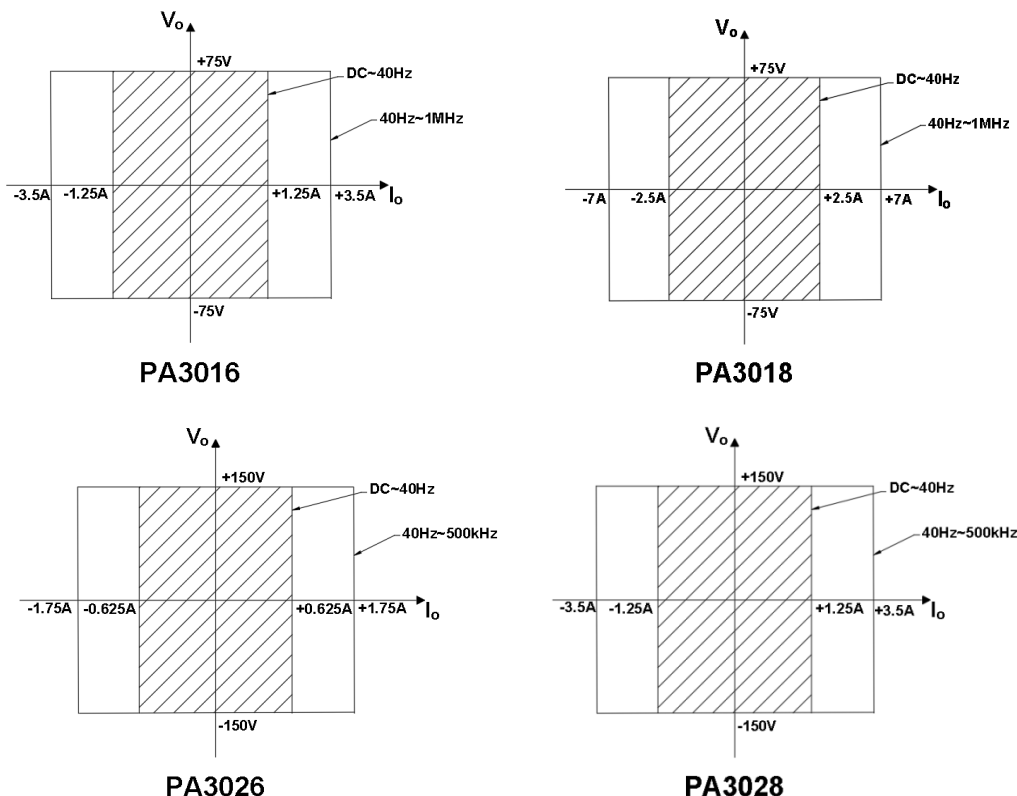 Vo
+75V
DC~40Hz
40Hz~1MHz
-3.5A
-1.25A
+1.25A
+3.5A
Io
-75V
PA3016
Vo
+75V
DC~40Hz
40Hz~1MHz
-7A
-2.5A
+2.5A
+7A
Io
-75V
PA3018
Vo
+150V
DC~40Hz
40Hz~500kHz
-1.75A
-0.625A
+0.625A
+1.75A
Io
-150V
PA3026
Vo
+150V
DC~40Hz
40Hz~500kHz
-3.5A
-1.25A
+1.25A
+3.5A
Io
-150V
PA3028